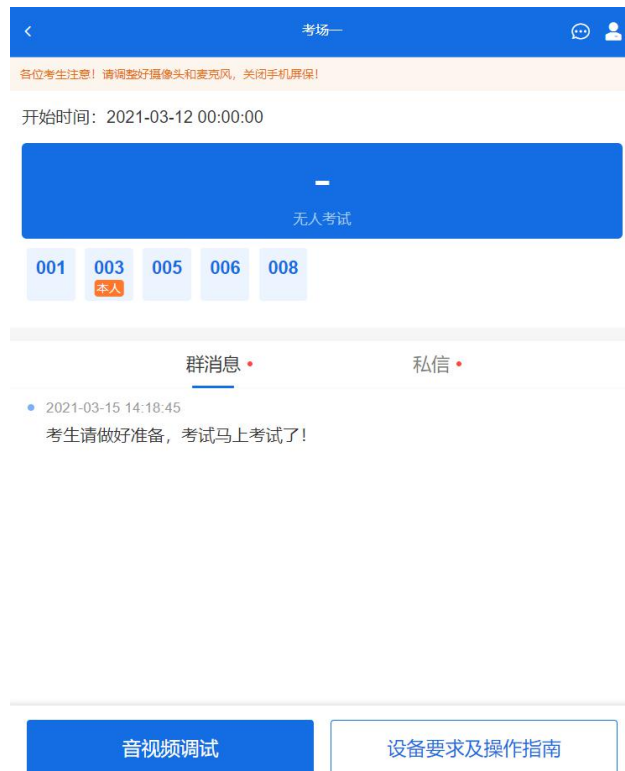 考场一
各位考生注意！请调整好摄像头和麦克风，关闭手机屏保！
开始时间：2021-03-12 00:00:00
-
无人考试
001 003 005 006 008
本人
群消息 私信
2021-03-15 14:18:45
考生请做好准备，考试马上考试了！
音视频调试 设备要求及操作指南